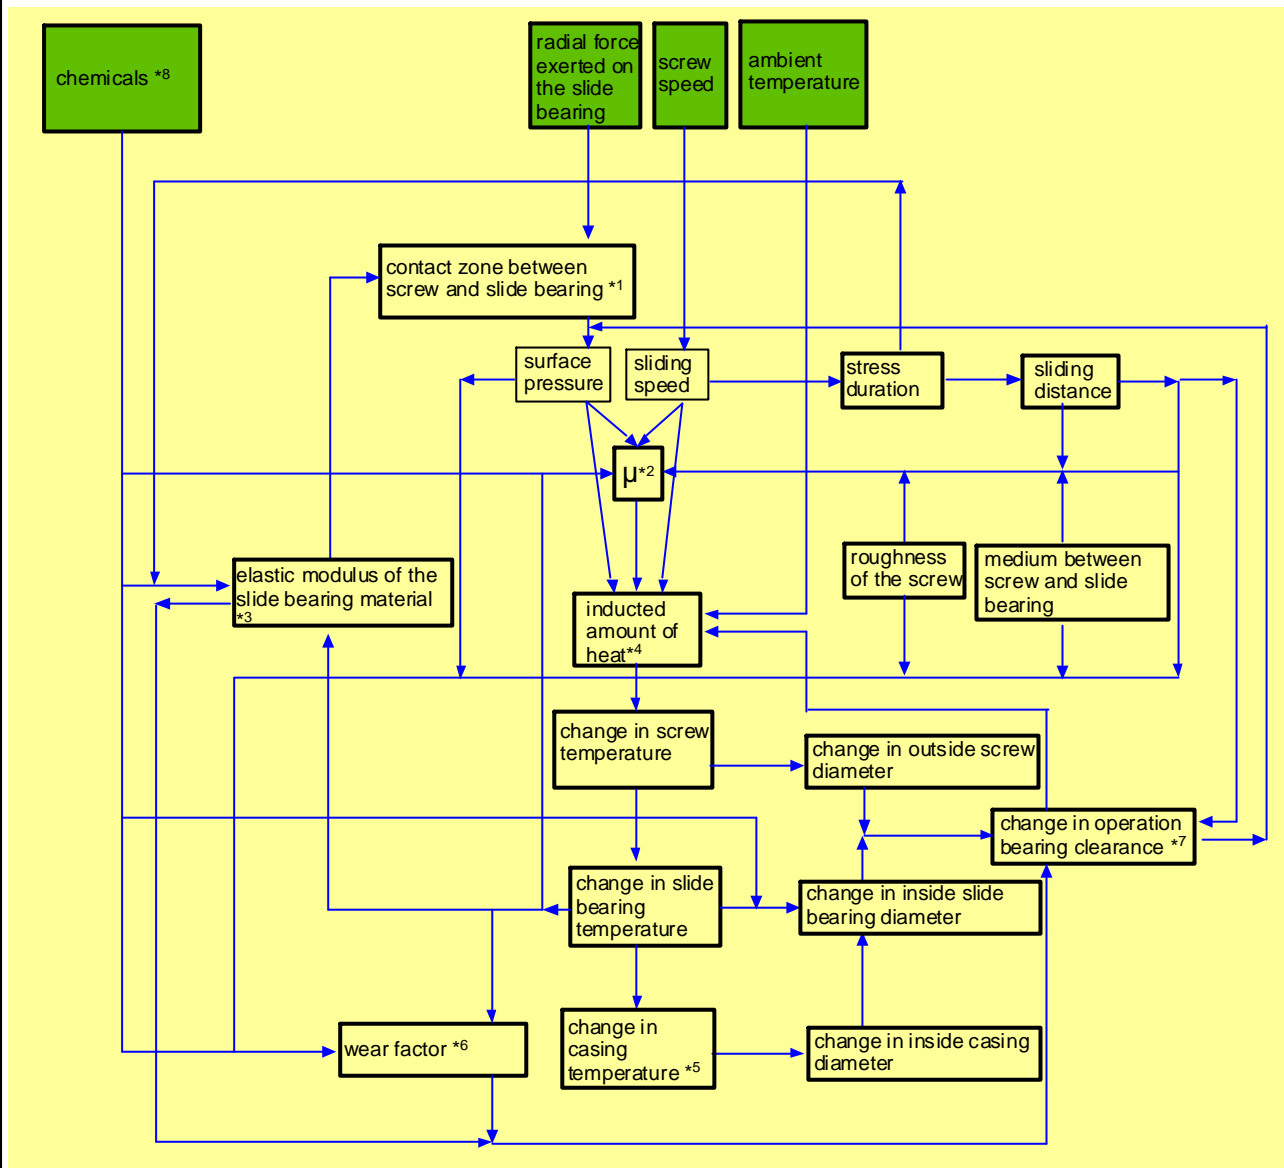 chemicals *8
radial force
exerted on
the slide
bearing
screw
speed
ambient
temperature
contact zone between
screw and slide bearing *1
surface
pressure
sliding
speed
stress
duration
sliding
distance
µ*2
elastic modulus of the
slide bearing material
*3
roughness
of the screw
medium between
screw and slide
bearing
inducted
amount of
heat*4
change in screw
temperature
change in outside screw
diameter
change in operation
bearing clearance *7
change in slide
bearing
temperature
change in inside slide
bearing diameter
wear factor *6
change in
casing
temperature *5
change in inside casing
diameter